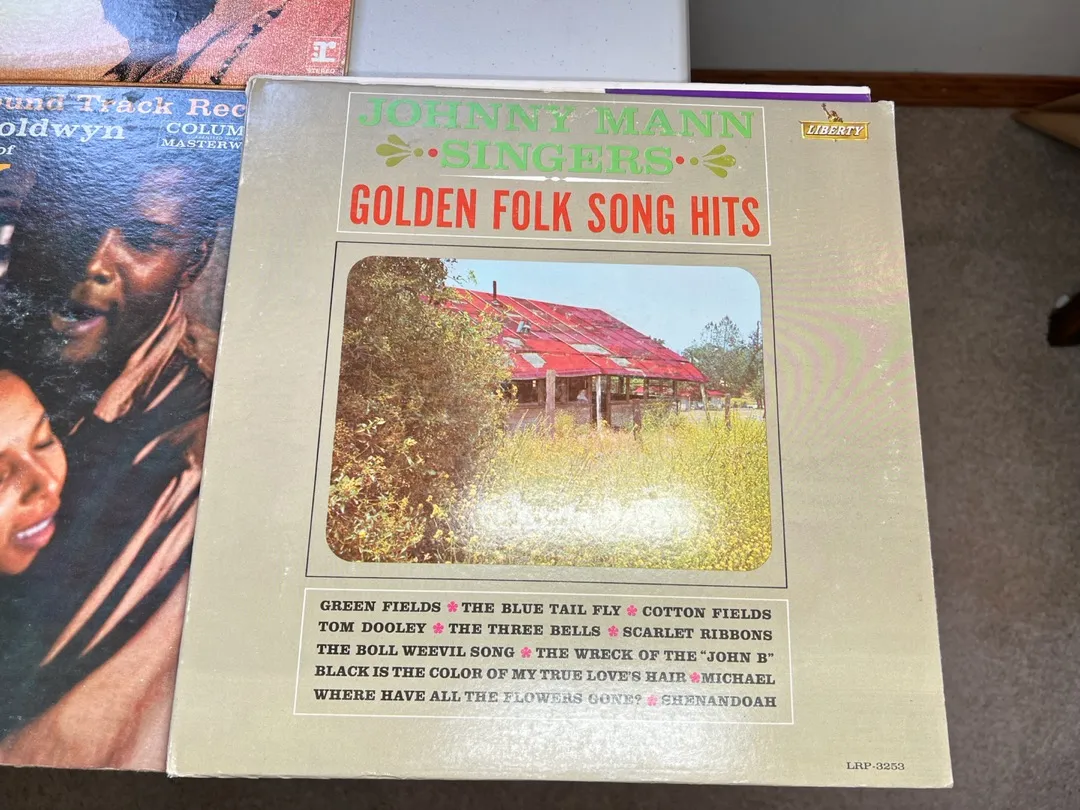 STEREO
und Track Rec
oldwyn
COLUM
MASTERW
of
JOHNNY MANN
SINGERS
GOLDEN FOLK SONG HITS
LIBERTY
GREEN FIELDS THE BLUE TAIL FLY COTTON FIELDS
TOM DOOLEY THE THREE BELLS SCARLET RIBBONS
THE BOLL WEEVIL SONG THE WRECK OF THE "JOHN B"
BLACK IS THE COLOR OF MY TRUE LOVE'S HAIR MICHAEL
WHERE HAVE ALL THE FLOWERS GONE? SHENANDOAH
LRP-3253